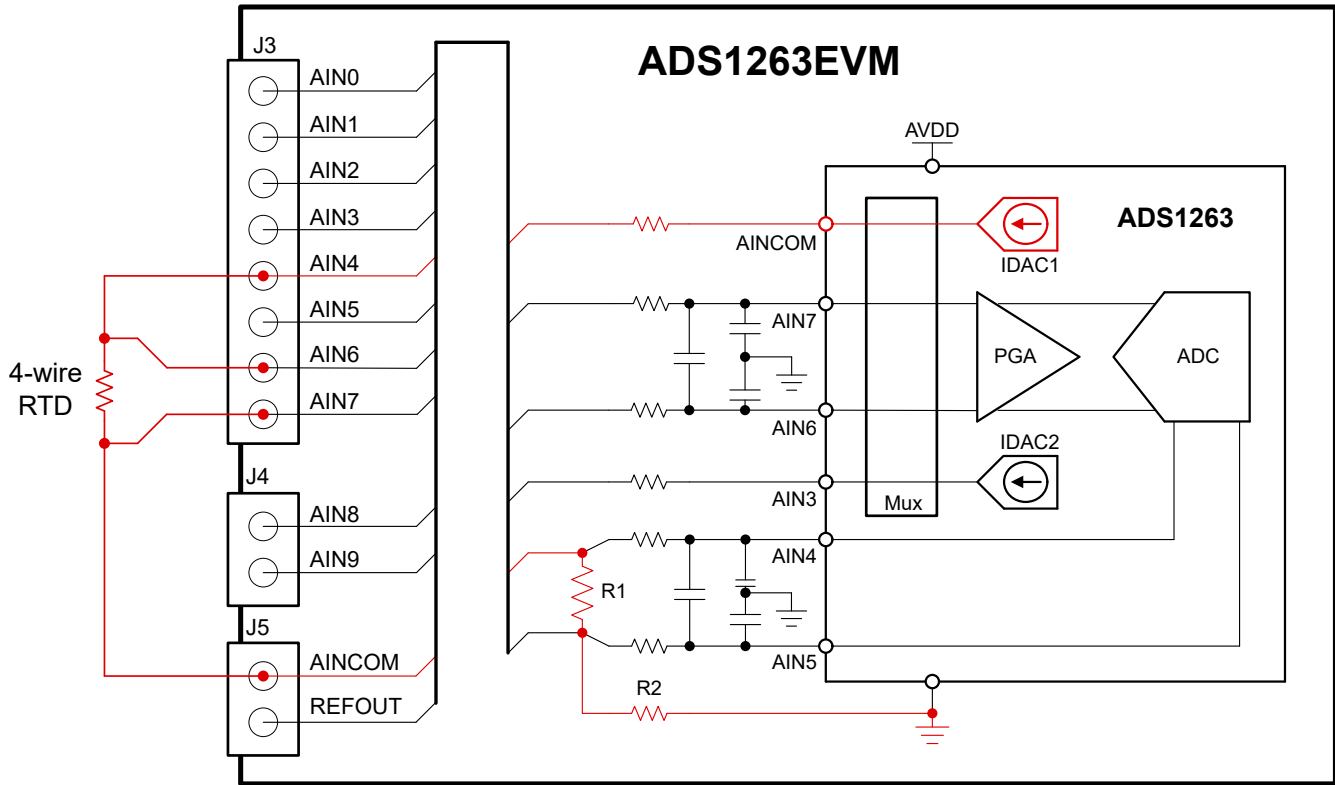 ADS1263EVM
J3
AIN0
AIN1
AIN2
AIN3
AIN4
AIN5
AIN6
AIN7
4-wire
RTD
J4
AIN8
AIN9
J5
AINCOM
REFOUT
AVDD
ADS1263
AINCOM
IDAC1
AIN7
PGA
ADC
AIN6
IDAC2
AIN3
Mux
AIN4
R1
AIN5
R2